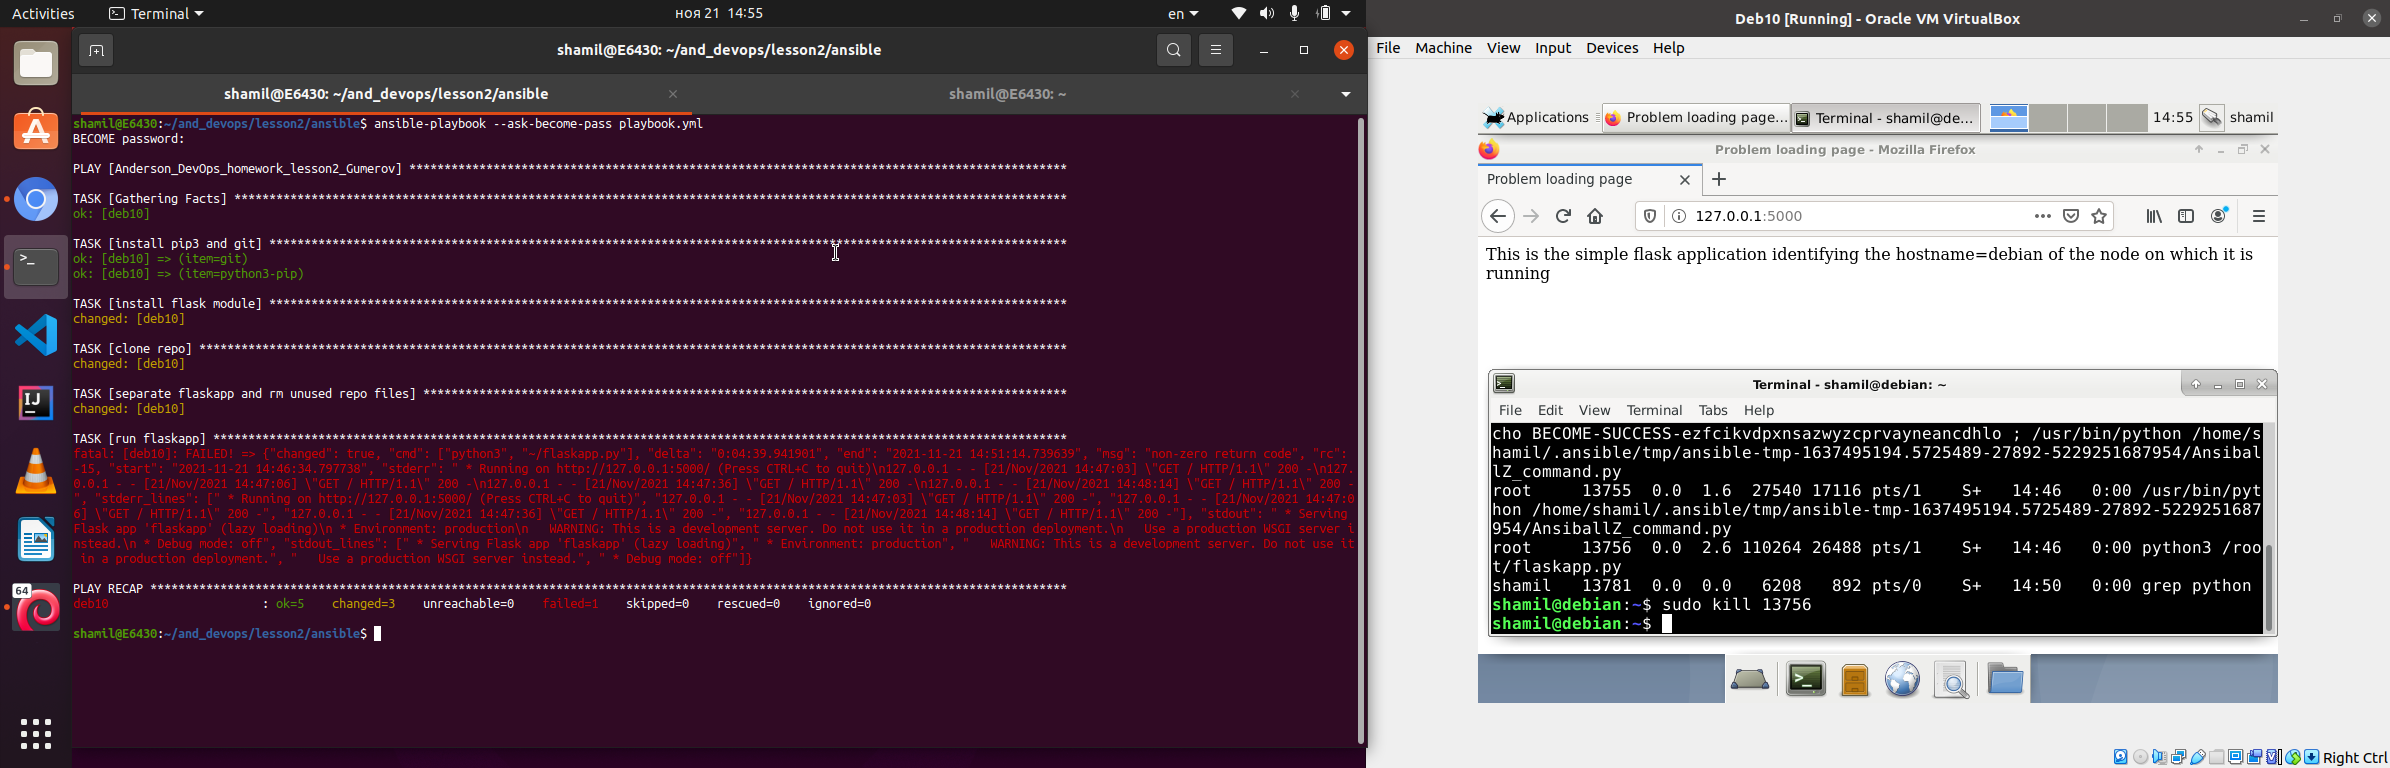 Activities
Terminal
ноя 21 14:55
en
shamil@E6430: ~/and_devops/lesson2/ansible
shamil@E6430: ~/and_devops/lesson2/ansible
shamil@E6430: ~
shamil@E6430:~/and_devops/lesson2/ansible$ ansible-playbook --ask-become-pass playbook.yml
BECOME password:
PLAY [Anderson_DevOps_homework_lesson2_Gumerov] **********************************************************************************************
TASK [Gathering Facts] ***********************************************************************************************************************
ok: [deb10]
TASK [install pip3 and git] ******************************************************************************************************************
ok: [deb10] => (item=git)
ok: [deb10] => (item=python3-pip)
TASK [install flask module] ******************************************************************************************************************
changed: [deb10]
TASK [clone repo] ****************************************************************************************************************************
changed: [deb10]
TASK [separate flaskapp and rm unused repo files] ********************************************************************************************
changed: [deb10]
TASK [run flaskapp] **************************************************************************************************************************
fatal: [deb10]: FAILED! => {"changed": true, "cmd": ["python3", "~/flaskapp.py"], "delta": "0:04:39.941901", "end": "2021-11-21 14:51:14.739639", "msg": "non-zero return code", "rc":
-15, "start": "2021-11-21 14:46:34.797738", "stderr": " * Running on http://127.0.0.1:5000/ (Press CTRL+C to quit)\n127.0.0.1 - - [21/Nov/2021 14:47:03] \"GET / HTTP/1.1\" 200 -\n127.
0.0.1 - - [21/Nov/2021 14:47:06] \"GET / HTTP/1.1\" 200 -\n127.0.0.1 - - [21/Nov/2021 14:47:36] \"GET / HTTP/1.1\" 200 -\n127.0.0.1 - - [21/Nov/2021 14:48:14] \"GET / HTTP/1.1\" 200 -
", "stderr_lines": [" * Running on http://127.0.0.1:5000/ (Press CTRL+C to quit)", "127.0.0.1 - - [21/Nov/2021 14:47:03] \"GET / HTTP/1.1\" 200 -", "127.0.0.1 - - [21/Nov/2021 14:47:0
6] \"GET / HTTP/1.1\" 200 -", "127.0.0.1 - - [21/Nov/2021 14:47:36] \"GET / HTTP/1.1\" 200 -", "127.0.0.1 - - [21/Nov/2021 14:48:14] \"GET / HTTP/1.1\" 200 -"], "stdout": " * Serving
Flask app 'flaskapp' (lazy loading)\n * Environment: production\n   WARNING: This is a development server. Do not use it in a production deployment.\n   Use a production WSGI server i
nstead.\n * Debug mode: off", "stdout_lines": [" * Serving Flask app 'flaskapp' (lazy loading)", " * Environment: production", "   WARNING: This is a development server. Do not use it
in a production deployment.", "   Use a production WSGI server instead.", " * Debug mode: off"]}
PLAY RECAP ***********************************************************************************************************************************
deb10 : ok=5 changed=3 unreachable=0 failed=1 skipped=0 rescued=0 ignored=0
shamil@E6430:~/and_devops/lesson2/ansible$
64
Deb10 [Running] - Oracle VM VirtualBox
File Machine View Input Devices Help
Applications
Problem loading page...
Terminal - shamil@de...
14:55
shamil
Problem loading page - Mozilla Firefox
Problem loading page
127.0.0.1:5000
This is the simple flask application identifying the hostname=debian of the node on which it is
running
Terminal - shamil@debian: ~
File Edit View Terminal Tabs Help
cho BECOME-SUCCESS-ezfcikvdpxnsazwyzcprvayneancdhlo ; /usr/bin/python /home/s
hamil/.ansible/tmp/ansible-tmp-1637495194.5725489-27892-5229251687954/Ansibal
lZ_command.py
root 13755 0.0 1.6 27540 17116 pts/1 S+ 14:46 0:00 /usr/bin/pyt
hon /home/shamil/.ansible/tmp/ansible-tmp-1637495194.5725489-27892-5229251687
954/AnsiballZ_command.py
root 13756 0.0 2.6 110264 26488 pts/1 S+ 14:46 0:00 python3 /roo
t/flaskapp.py
shamil 13781 0.0 0.0 6208 892 pts/0 S+ 14:50 0:00 grep python
shamil@debian:~$ sudo kill 13756
shamil@debian:~$
Right Ctrl